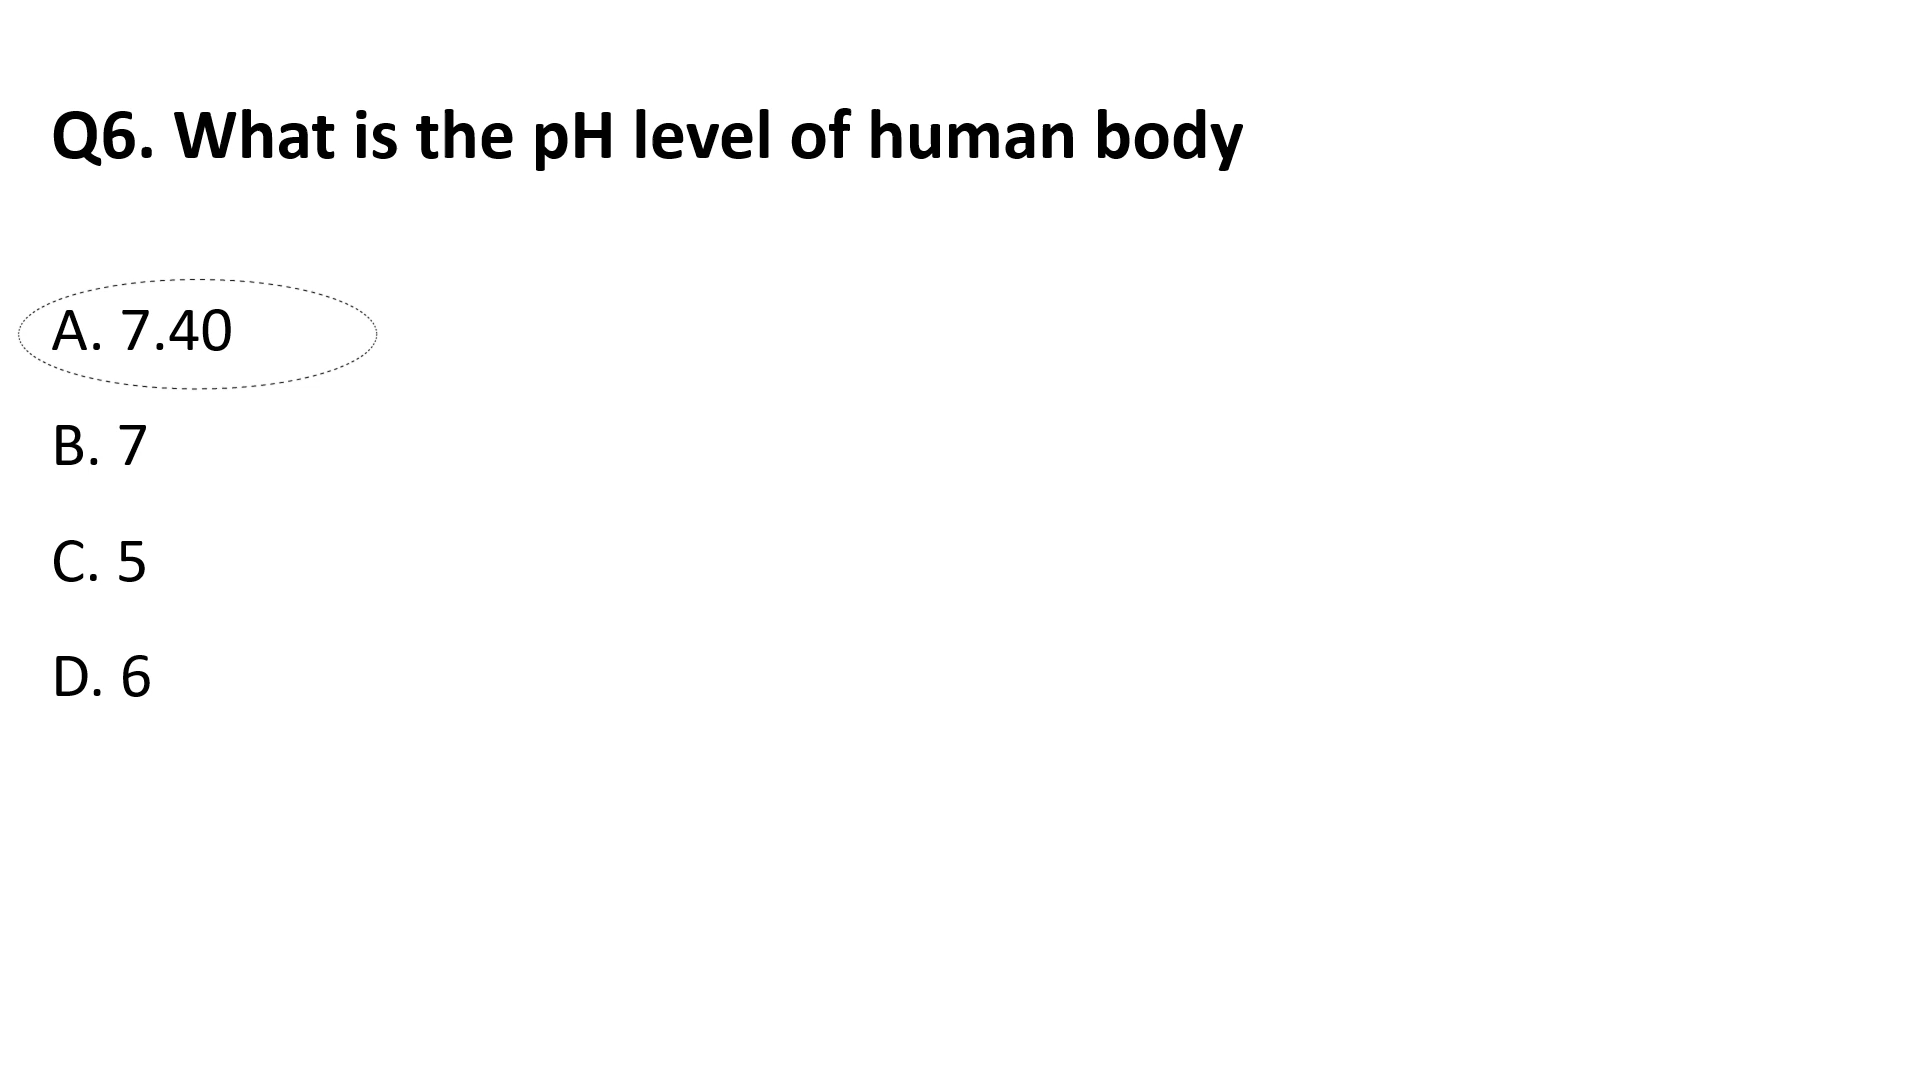 Q6. What is the pH level of human body
A. 7.40
B. 7
C. 5
D. 6